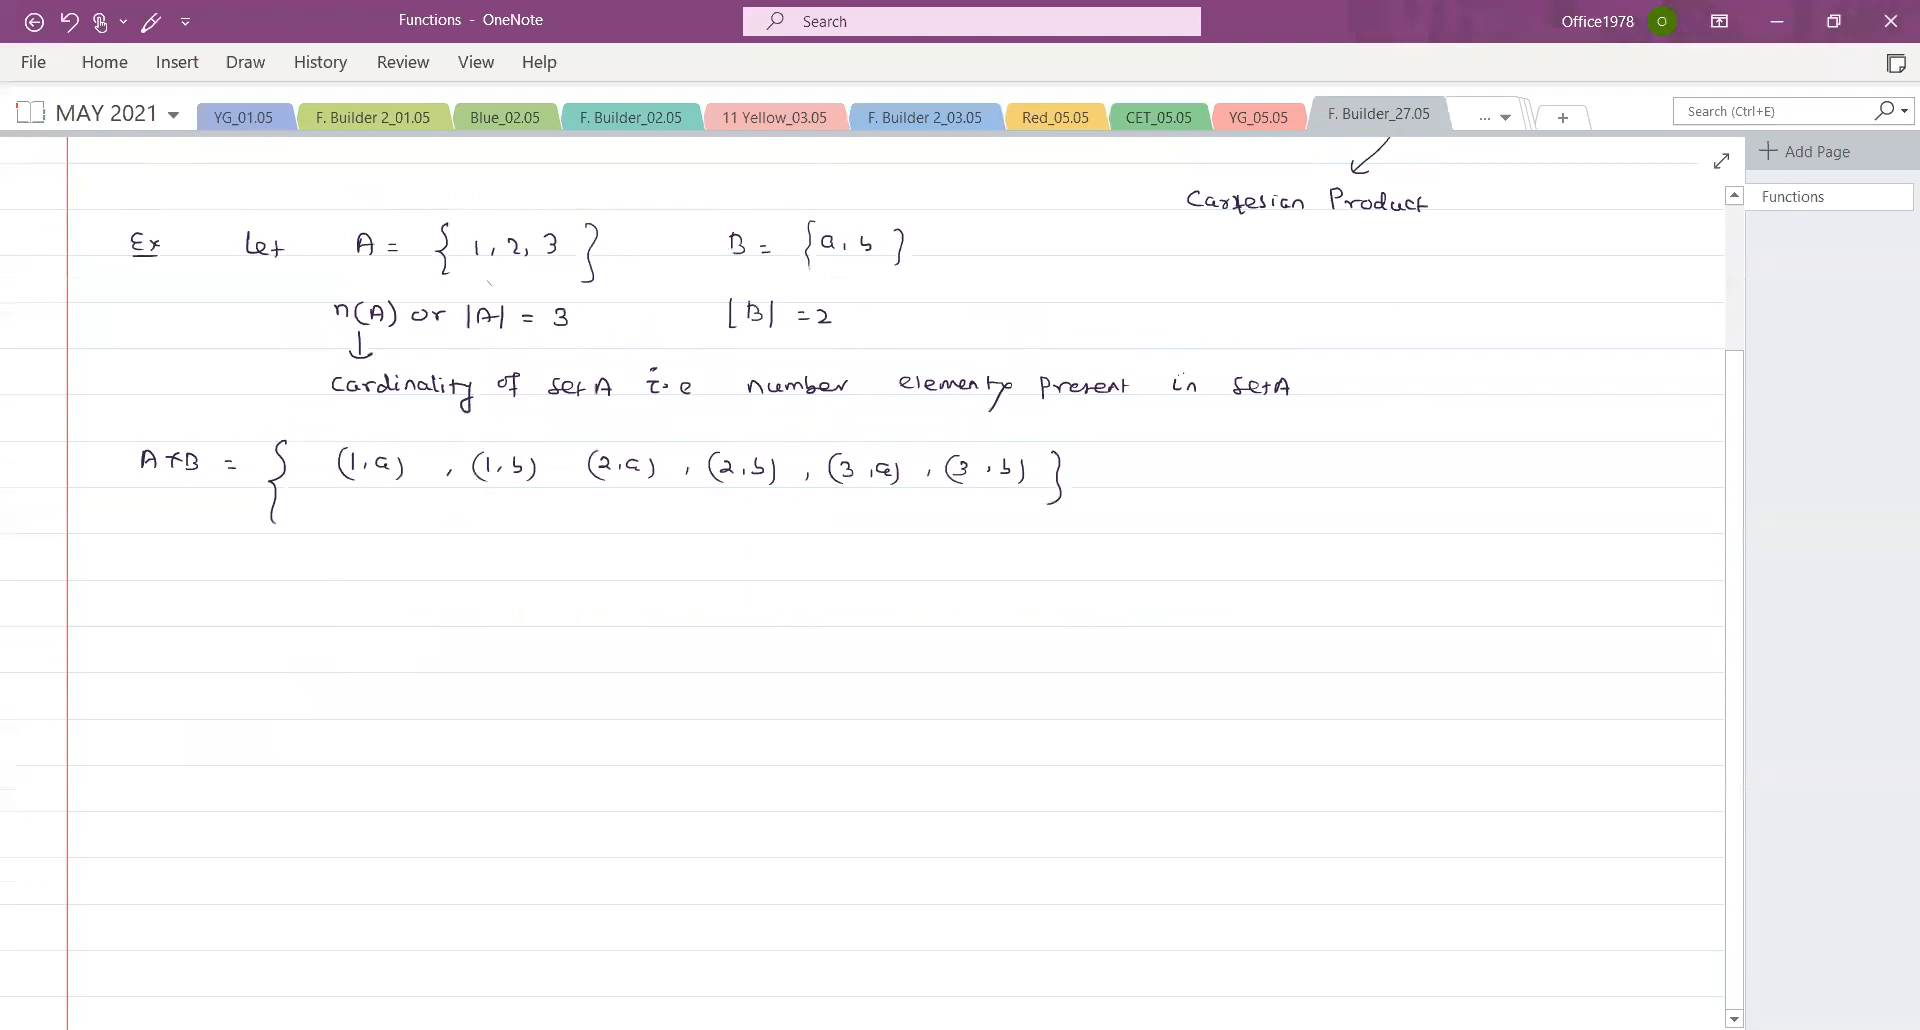 Functions - OneNote
Search
Office1978
O
File Home Insert Draw History Review View Help
MAY 2021
YG_01.05
F. Builder 2_01.05
Blue_02.05
F. Builder_02.05
11 Yellow_03.05
F. Builder 2_03.05
Red_05.05
CET_05.05
YG_05.05
F. Builder_27.05
...
+
Search (Ctrl+E)
Add Page
Functions
Cartesian Product
Ex Let A = { 1, 2, 3 } B = {a, b }
n(A) or |A| = 3 |B| = 2
Cardinality of set A i.e number elements present in set A
A×B = { (1,a) , (1,b) (2,a) , (2,b) , (3,a) , (3,b) }